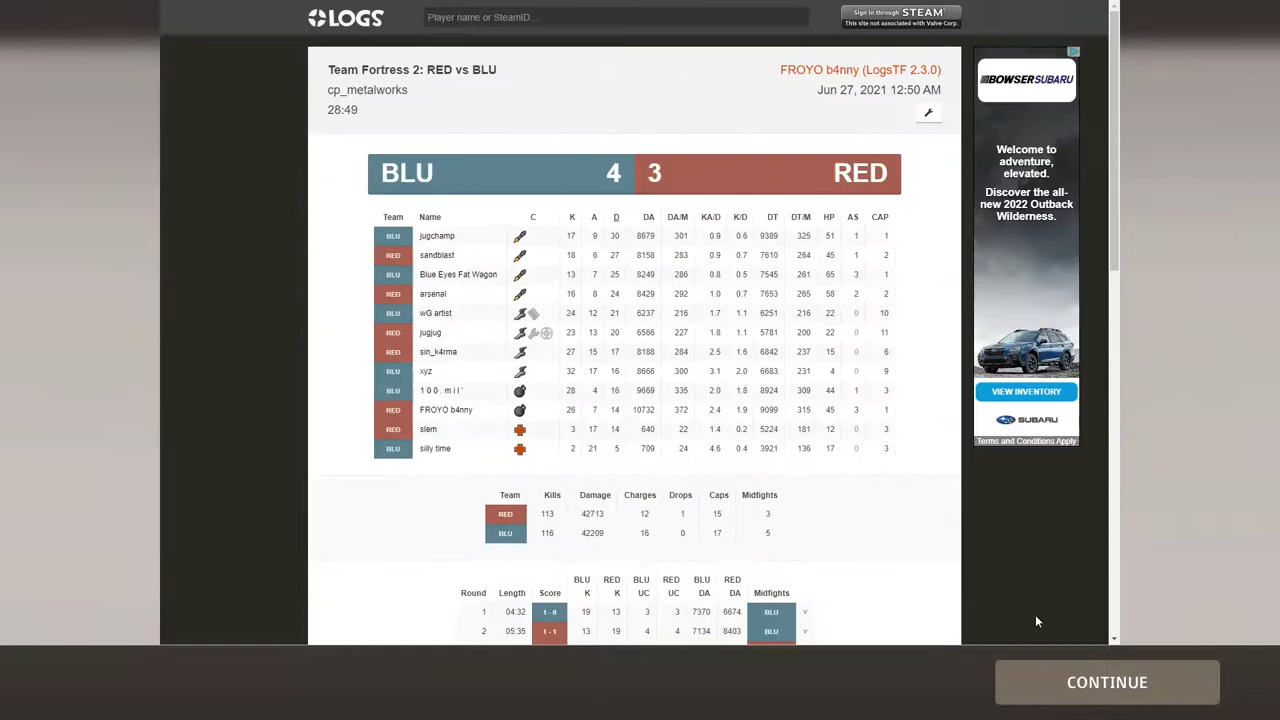 LOGS
Player name or SteamID...
Sign in through STEAM
This site not associated with Valve Corp.
Team Fortress 2: RED vs BLU
FROYO b4nny (LogsTF 2.3.0)
cp_metalworks
Jun 27, 2021 12:50 AM
28:49
BLU 4 3 RED
Team Name C K A D DA DA/M KA/D K/D DT DT/M HP AS CAP
BLU jugchamp 17 9 30 8679 301 0.9 0.6 9389 325 51 1 1
RED sandblast 18 6 27 8158 283 0.9 0.7 7610 264 45 1 2
BLU Blue Eyes Fat Wagon 13 7 25 8249 286 0.8 0.5 7545 261 65 3 1
RED arsenal 16 8 24 8429 292 1.0 0.7 7653 265 58 2 2
BLU wG artist 24 12 21 6237 216 1.7 1.1 6251 216 22 0 10
RED jugjug 23 13 20 6566 227 1.8 1.1 5781 200 22 0 11
RED sin_k4rma 27 15 17 8188 284 2.5 1.6 6842 237 15 0 6
BLU xyz 32 17 16 8666 300 3.1 2.0 6683 231 4 0 9
BLU 1 0 0 . m i l ' 28 4 16 9669 335 2.0 1.8 8924 309 44 1 3
RED FROYO b4nny 26 7 14 10732 372 2.4 1.9 9099 315 45 3 1
RED slem 3 17 14 640 22 1.4 0.2 5224 181 12 0 3
BLU silly time 2 21 5 709 24 4.6 0.4 3921 136 17 0 3
Team Kills Damage Charges Drops Caps Midfights
RED 113 42713 12 1 15 3
BLU 116 42209 16 0 17 5
BLU RED BLU RED BLU RED
Round Length Score K K UC UC DA DA Midfights
1 04:32 1 - 0 19 13 3 3 7370 6674 BLU v
2 05:35 1 - 1 13 19 4 4 7134 8403 BLU v
BOWSERSUBARU
Welcome to
adventure,
elevated.
Discover the all-
new 2022 Outback
Wilderness.
VIEW INVENTORY
SUBARU
Terms and Conditions Apply
CONTINUE